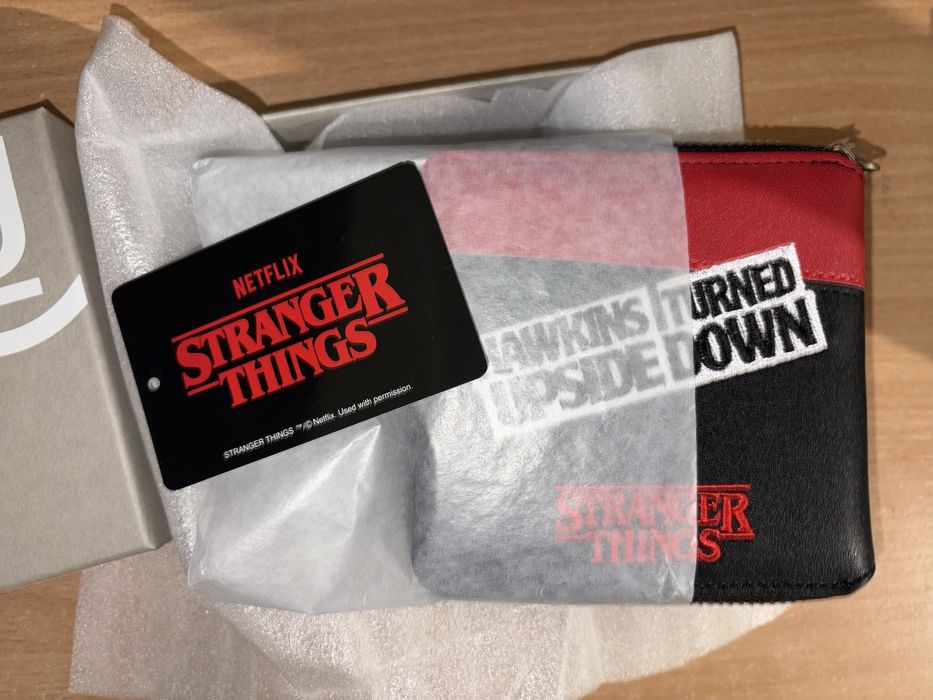 NETFLIX
STRANGER
THINGS
STRANGER THINGS ™/© Netflix. Used with permission.
HAWKINS TURNED
UPSIDE DOWN
STRANGER
THINGS